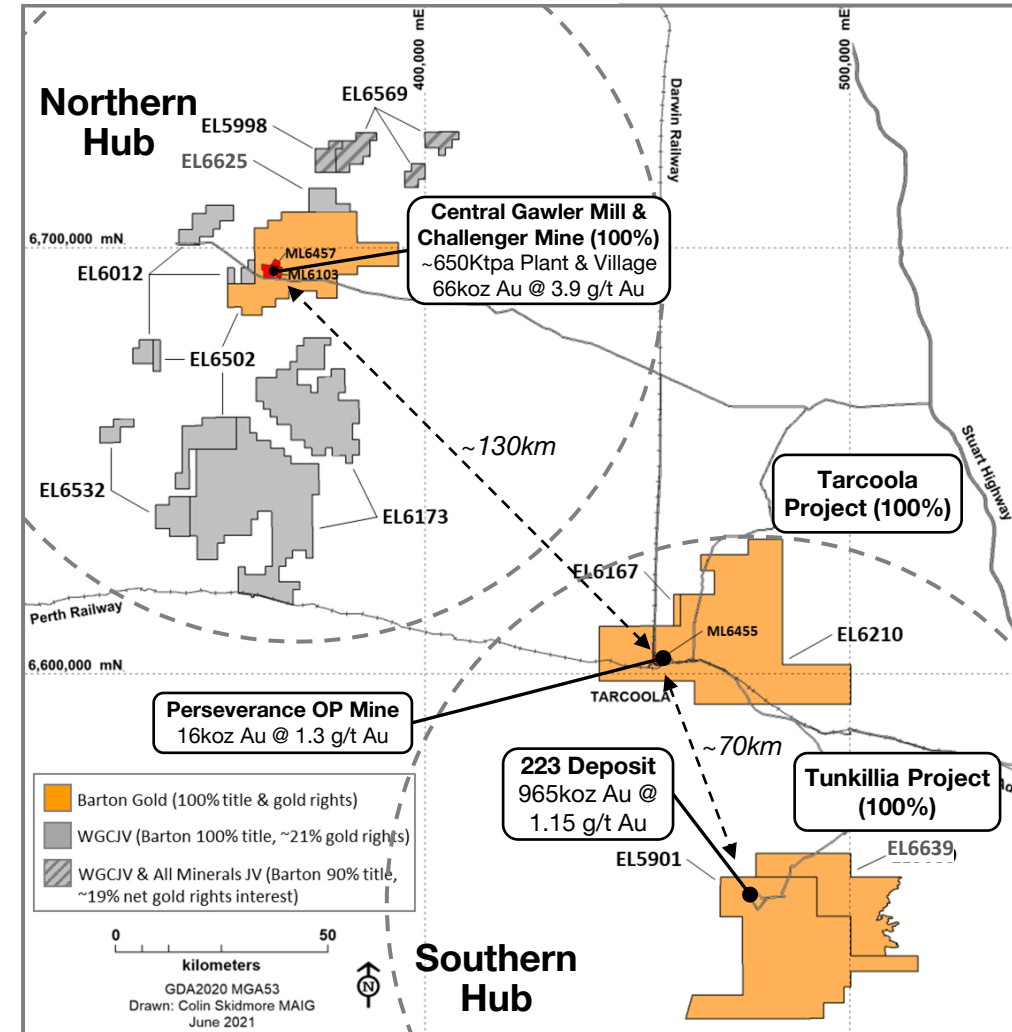 400,000 mE
500,000 mE
Northern
Hub
EL6569
EL5998
EL6625
Darwin Railway
6,700,000 mN
ML6457
ML6103
EL6012
Central Gawler Mill &
Challenger Mine (100%)
~650Ktpa Plant & Village
66koz Au @ 3.9 g/t Au
EL6502
~130km
Stuart Highway
EL6532
EL6173
Tarcoola
Project (100%)
EL6167
Perth Railway
ML6455
EL6210
6,600,000 mN
TARCOOLA
Perseverance OP Mine
16koz Au @ 1.3 g/t Au
~70km
223 Deposit
965koz Au @
1.15 g/t Au
Tunkillia Project
(100%)
EL5901
EL6639
Barton Gold (100% title & gold rights)
WGCJV (Barton 100% title, ~21% gold rights)
WGCJV & All Minerals JV (Barton 90% title,
~19% net gold rights interest)
0 50
kilometers
GDA2020 MGA53
Drawn: Colin Skidmore MAIG
June 2021
N
Southern
Hub